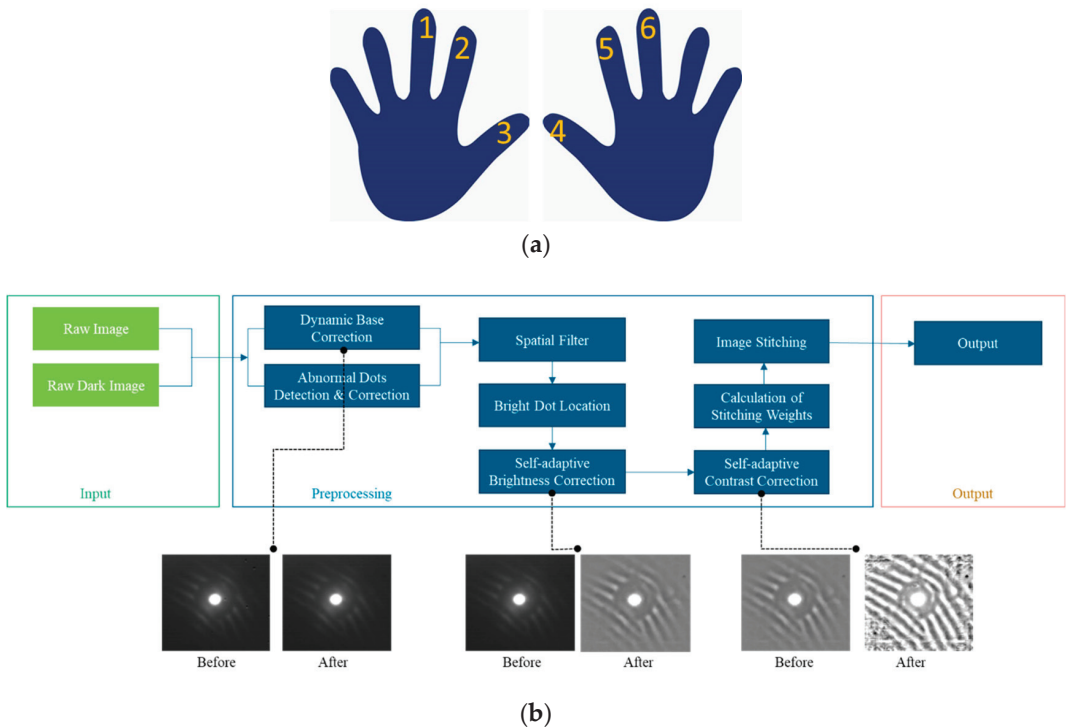 1
2
3
4
5
6
(a)
Raw Image
Raw Dark Image
Input
Dynamic Base
Correction
Abnormal Dots
Detection & Correction
Spatial Filter
Bright Dot Location
Self-adaptive
Brightness Correction
Image Stitching
Calculation of
Stitching Weights
Self-adaptive
Contrast Correction
Preprocessing
Output
Output
Before
After
Before
After
Before
After
(b)